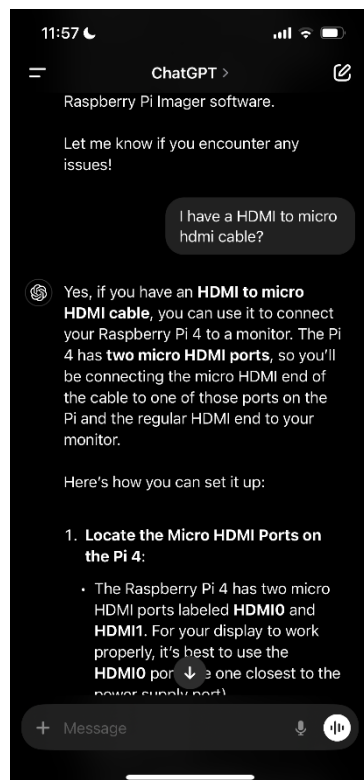 11:57
ChatGPT >
Raspberry Pi Imager software.
Let me know if you encounter any
issues!
I have a HDMI to micro
hdmi cable?
Yes, if you have an HDMI to micro
HDMI cable, you can use it to connect
your Raspberry Pi 4 to a monitor. The Pi
4 has two micro HDMI ports, so you'll
be connecting the micro HDMI end of
the cable to one of those ports on the
Pi and the regular HDMI end to your
monitor.
Here's how you can set it up:
1. Locate the Micro HDMI Ports on
the Pi 4:
• The Raspberry Pi 4 has two micro
HDMI ports labeled HDMI0 and
HDMI1. For your display to work
properly, it's best to use the
HDMI0 por e one closest to the
power supply port)
Message